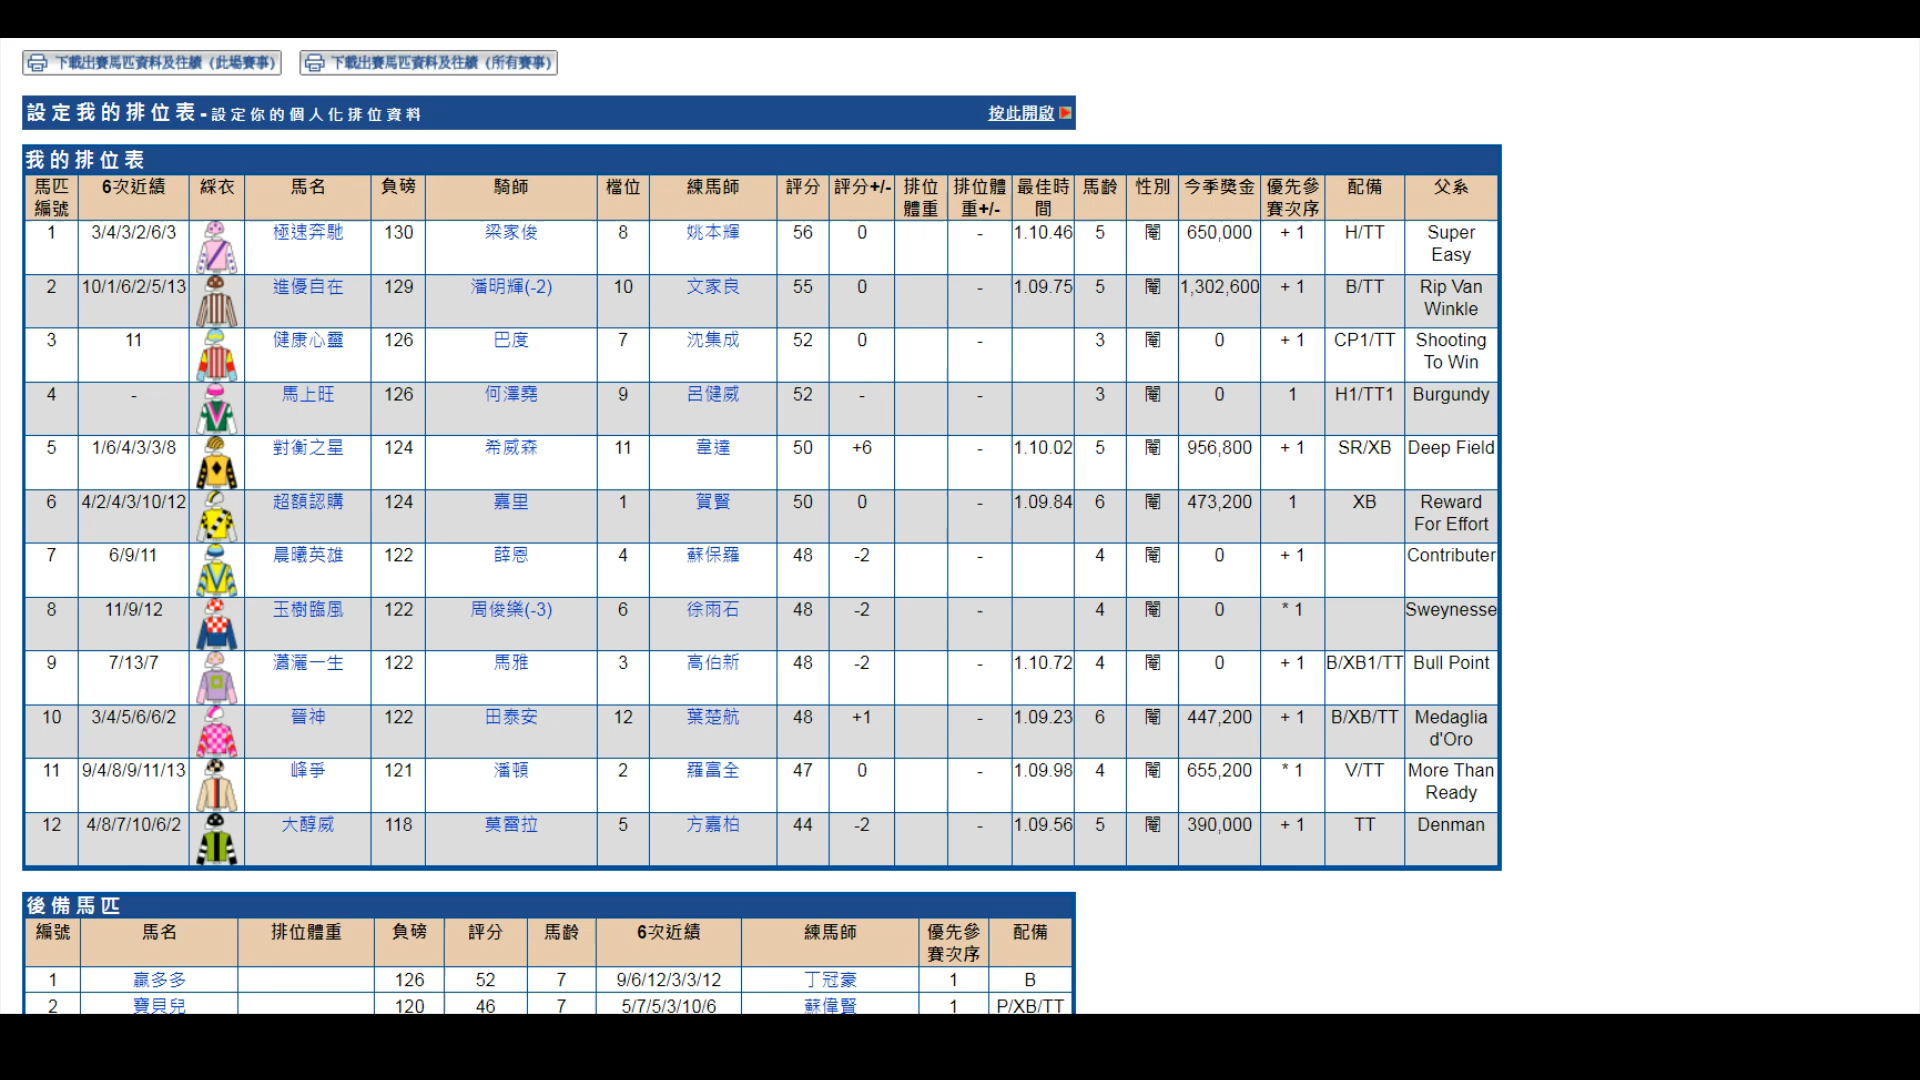 下載出賽馬匹資料及往績 (此場賽事) 下載出賽馬匹資料及往績 (所有賽事)
設定我的排位表-設定你的個人化排位資料 按此開啟
我的排位表
馬匹編號 6次近績 綵衣 馬名 負磅 騎師 檔位 練馬師 評分 評分+/- 排位體重 排位體重+/- 最佳時間 馬齡 性別 今季獎金 優先參賽次序 配備 父系
1 3/4/3/2/6/3 極速奔馳 130 梁家俊 8 姚本輝 56 0 - 1.10.46 5 閹 650,000 + 1 H/TT Super Easy
2 10/1/6/2/5/13 進優自在 129 潘明輝(-2) 10 文家良 55 0 - 1.09.75 5 閹 1,302,600 + 1 B/TT Rip Van Winkle
3 11 健康心靈 126 巴度 7 沈集成 52 0 - 3 閹 0 + 1 CP1/TT Shooting To Win
4 - 馬上旺 126 何澤堯 9 呂健威 52 - - 3 閹 0 1 H1/TT1 Burgundy
5 1/6/4/3/3/8 對衡之星 124 希威森 11 韋達 50 +6 - 1.10.02 5 閹 956,800 + 1 SR/XB Deep Field
6 4/2/4/3/10/12 超額認購 124 嘉里 1 賀賢 50 0 - 1.09.84 6 閹 473,200 1 XB Reward For Effort
7 6/9/11 晨曦英雄 122 薛恩 4 蘇保羅 48 -2 - 4 閹 0 + 1 Contributer
8 11/9/12 玉樹臨風 122 周俊樂(-3) 6 徐雨石 48 -2 - 4 閹 0 * 1 Sweynesse
9 7/13/7 瀟灑一生 122 馬雅 3 高伯新 48 -2 - 1.10.72 4 閹 0 + 1 B/XB1/TT Bull Point
10 3/4/5/6/6/2 晉神 122 田泰安 12 葉楚航 48 +1 - 1.09.23 6 閹 447,200 + 1 B/XB/TT Medaglia d'Oro
11 9/4/8/9/11/13 峰爭 121 潘頓 2 羅富全 47 0 - 1.09.98 4 閹 655,200 * 1 V/TT More Than Ready
12 4/8/7/10/6/2 大醇威 118 莫雷拉 5 方嘉柏 44 -2 - 1.09.56 5 閹 390,000 + 1 TT Denman
後備馬匹
編號 馬名 排位體重 負磅 評分 馬齡 6次近績 練馬師 優先參賽次序 配備
1 贏多多 126 52 7 9/6/12/3/3/12 丁冠豪 1 B
2 寶貝兒 120 46 7 5/7/5/3/10/6 蘇偉賢 1 P/XB/TT